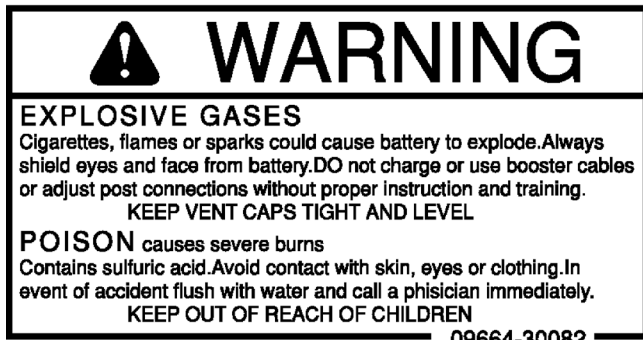 WARNING
EXPLOSIVE GASES
Cigarettes, flames or sparks could cause battery to explode.Always
shield eyes and face from battery.DO not charge or use booster cables
or adjust post connections without proper instruction and training.
KEEP VENT CAPS TIGHT AND LEVEL
POISON causes severe burns
Contains sulfuric acid.Avoid contact with skin, eyes or clothing.In
event of accident flush with water and call a phisician immediately.
KEEP OUT OF REACH OF CHILDREN
09664-30082